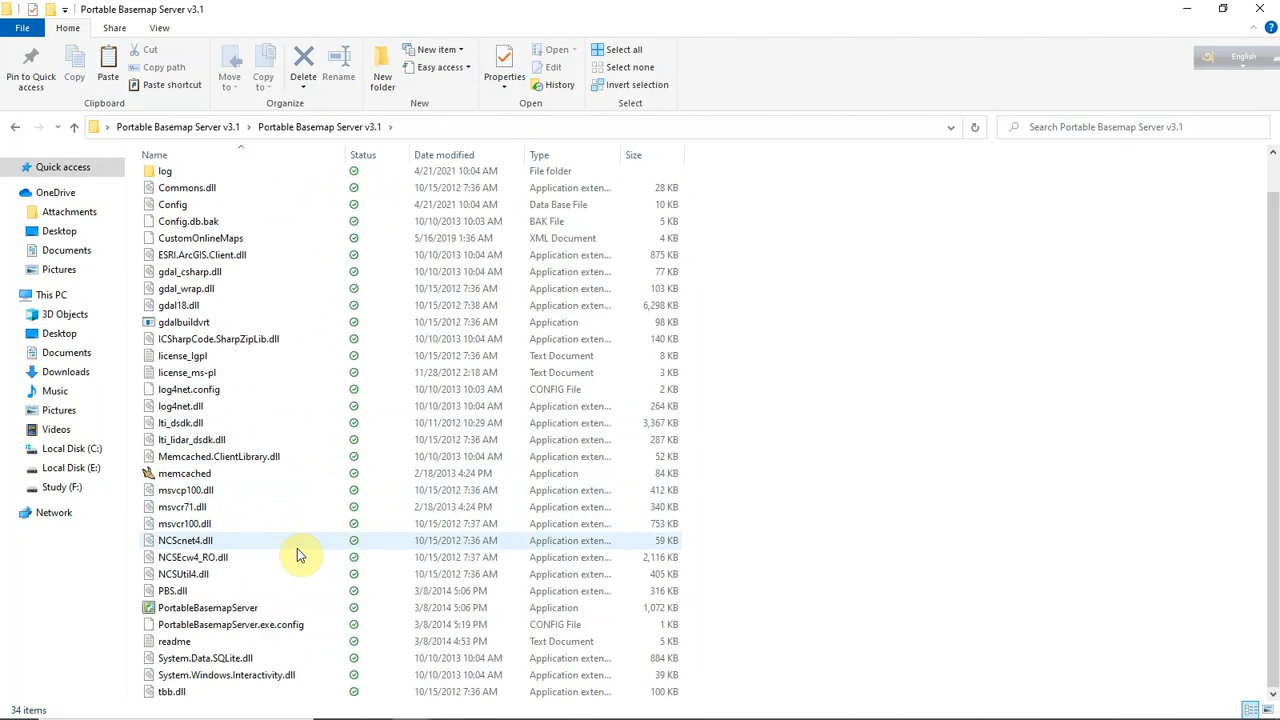 Portable Basemap Server v3.1
File Home Share View
Pin to Quick access
Copy
Paste
Cut
Copy path
Paste shortcut
Clipboard
Move to
Copy to
Delete
Rename
Organize
New folder
New item
Easy access
New
Properties
Open
Edit
History
Open
Select all
Select none
Invert selection
Select
English
Portable Basemap Server v3.1 Portable Basemap Server v3.1
Search Portable Basemap Server v3.1
Quick access
OneDrive
Attachments
Desktop
Documents
Pictures
This PC
3D Objects
Desktop
Documents
Downloads
Music
Pictures
Videos
Local Disk (C:)
Local Disk (E:)
Study (F:)
Network
Name Status Date modified Type Size
log 4/21/2021 10:04 AM File folder
Commons.dll 10/15/2012 7:36 AM Application exten... 28 KB
Config 4/21/2021 10:04 AM Data Base File 10 KB
Config.db.bak 10/10/2013 10:03 AM BAK File 5 KB
CustomOnlineMaps 5/16/2019 1:36 AM XML Document 4 KB
ESRI.ArcGIS.Client.dll 10/10/2013 10:04 AM Application exten... 875 KB
gdal_csharp.dll 10/15/2012 7:36 AM Application exten... 77 KB
gdal_wrap.dll 10/15/2012 7:36 AM Application exten... 103 KB
gdal18.dll 10/15/2012 7:38 AM Application exten... 6,298 KB
gdalbuildvrt 10/15/2012 7:36 AM Application 98 KB
ICSharpCode.SharpZipLib.dll 10/10/2013 10:04 AM Application exten... 140 KB
license_lgpl 10/15/2012 7:36 AM Text Document 8 KB
license_ms-pl 11/28/2012 2:18 AM Text Document 3 KB
log4net.config 10/10/2013 10:03 AM CONFIG File 2 KB
log4net.dll 10/10/2013 10:04 AM Application exten... 264 KB
lti_dsdk.dll 10/11/2012 10:29 AM Application exten... 3,367 KB
lti_lidar_dsdk.dll 10/15/2012 7:36 AM Application exten... 287 KB
Memcached.ClientLibrary.dll 10/10/2013 10:04 AM Application exten... 52 KB
memcached 2/18/2013 4:24 PM Application 84 KB
msvcp100.dll 10/15/2012 7:36 AM Application exten... 412 KB
msvcr71.dll 2/18/2013 4:24 PM Application exten... 340 KB
msvcr100.dll 10/15/2012 7:37 AM Application exten... 753 KB
NCScnet4.dll 10/15/2012 7:36 AM Application exten... 59 KB
NCSEcw4_RO.dll 10/15/2012 7:37 AM Application exten... 2,116 KB
NCSUtil4.dll 10/15/2012 7:36 AM Application exten... 405 KB
PBS.dll 3/8/2014 5:06 PM Application exten... 316 KB
PortableBasemapServer 3/8/2014 5:06 PM Application 1,072 KB
PortableBasemapServer.exe.config 3/8/2014 5:19 PM CONFIG File 1 KB
readme 3/8/2014 4:53 PM Text Document 5 KB
System.Data.SQLite.dll 10/10/2013 10:04 AM Application exten... 884 KB
System.Windows.Interactivity.dll 10/10/2013 10:04 AM Application exten... 39 KB
tbb.dll 10/15/2012 7:36 AM Application exten... 100 KB
34 items